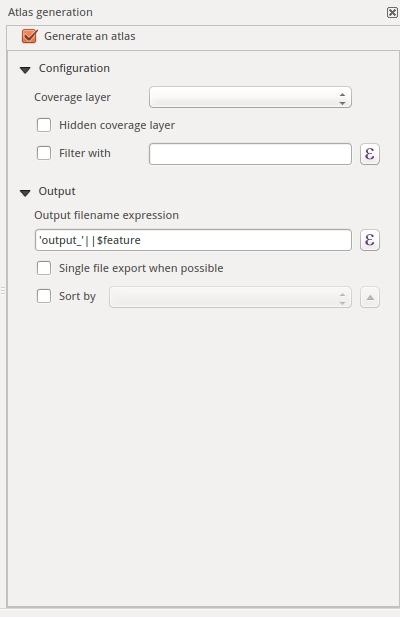 Atlas generation
Generate an atlas
Configuration
Coverage layer
Hidden coverage layer
Filter with
ε
Output
Output filename expression
'output_'||$feature
ε
Single file export when possible
Sort by